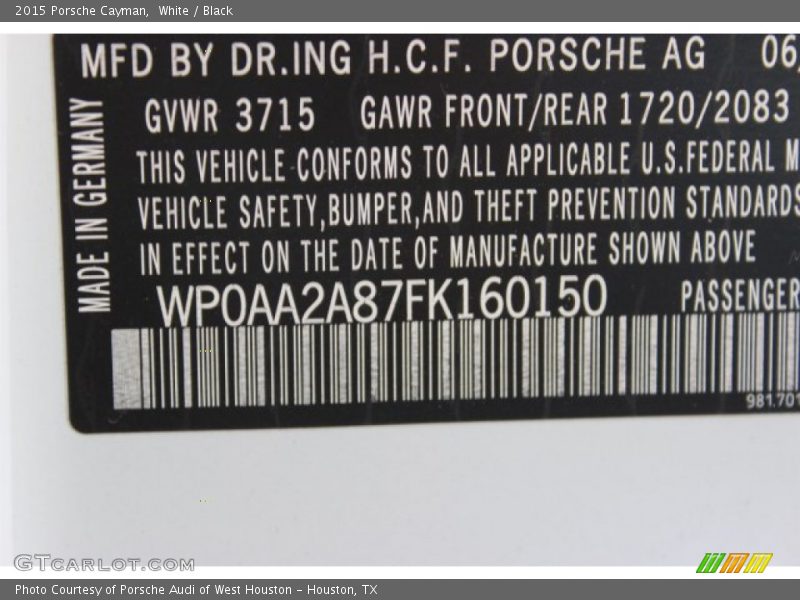 2015 Porsche Cayman, White / Black
MFD BY DR.ING H.C.F. PORSCHE AG 06
GVWR 3715 GAWR FRONT/REAR 1720/2083
THIS VEHICLE CONFORMS TO ALL APPLICABLE U.S.FEDERAL M
VEHICLE SAFETY,BUMPER,AND THEFT PREVENTION STANDARDS
IN EFFECT ON THE DATE OF MANUFACTURE SHOWN ABOVE
MADE IN GERMANY
WP0AA2A87FK160150 PASSENGER
981.701
GTCARLOT.COM
Photo Courtesy of Porsche Audi of West Houston - Houston, TX